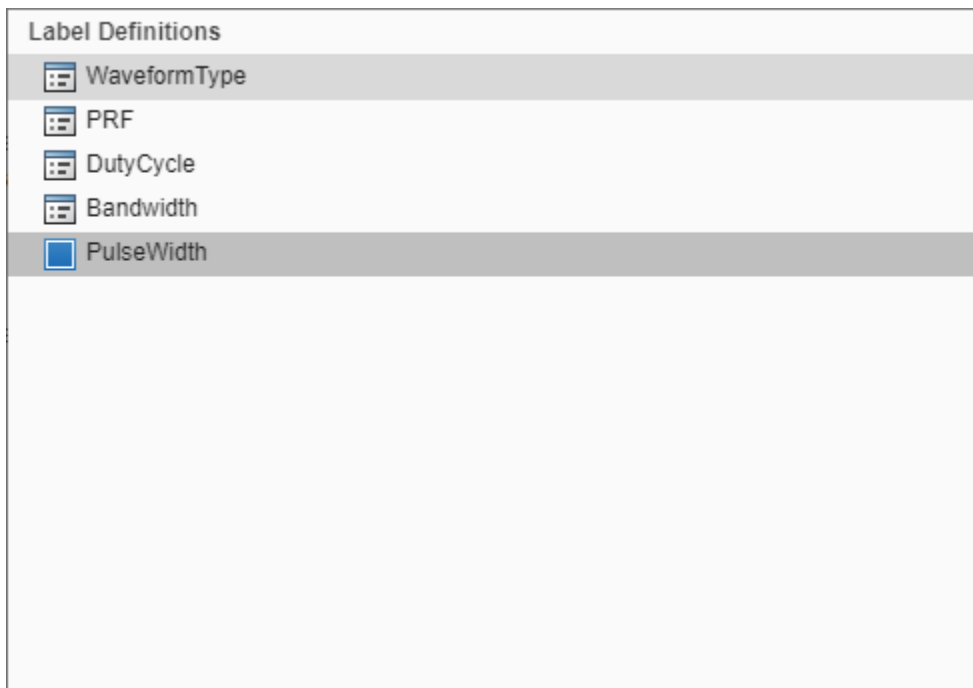 Label Definitions
WaveformType
PRF
DutyCycle
Bandwidth
PulseWidth